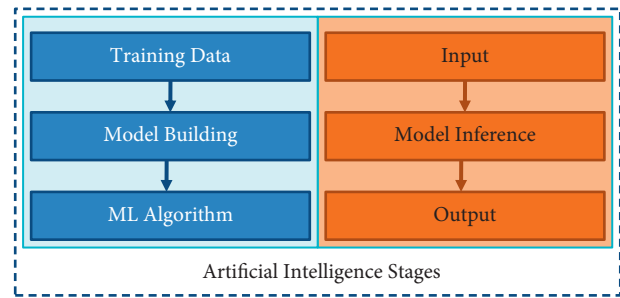 Training Data
Model Building
ML Algorithm
Input
Model Inference
Output
Artificial Intelligence Stages